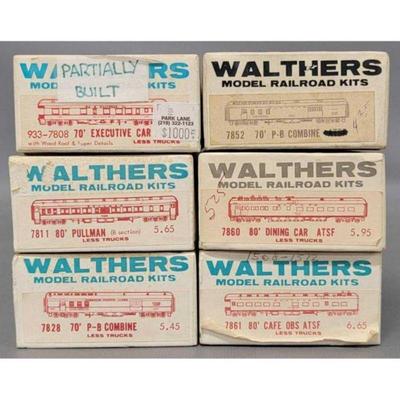 WALTHERS
PARTIALLY
BUILT
PARK LANE
(219) 322-1123
933-7808 70' EXECUTIVE CAR
$1000
with Wood Roof & Super Details
LESS TRUCKS
WALTHERS
MODEL RAILROAD KITS
7852 70' P-B COMBINE
WALTHERS
MODEL RAILROAD KITS
7811 80' PULLMAN (8 section) 5.65
LESS TRUCKS
WALTHERS
MODEL RAILROAD KITS
523
7860 80' DINING CAR ATSF 5.95
LESS TRUCKS
WALTHERS
MODEL RAILROAD KITS
7828 70' P-B COMBINE 5.45
LESS TRUCKS
WALTHERS
1506-1512
MODEL RAILROAD KITS
7861 80' CAFE OBS ATSF 6.65
LESS TRUCKS